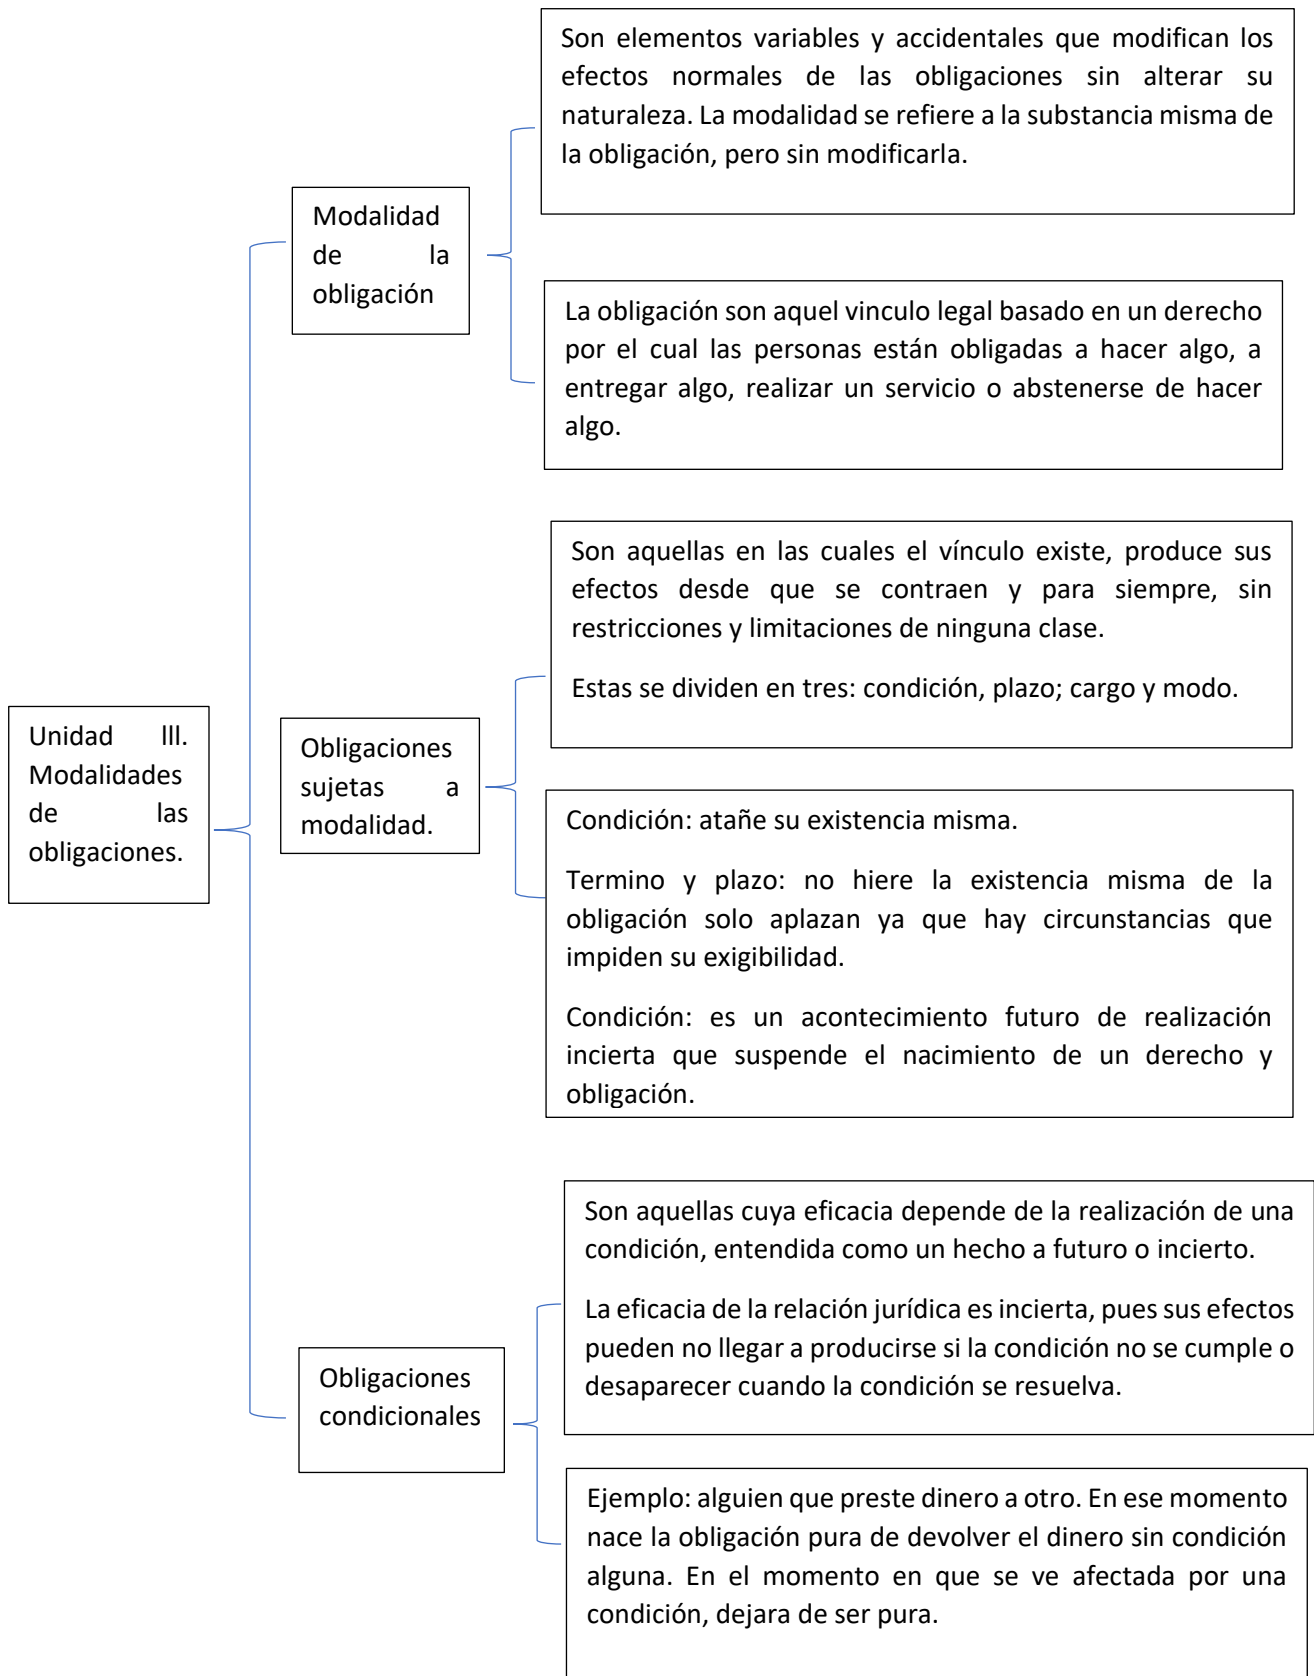 Unidad lll.
Modalidades
de las
obligaciones.
Modalidad
de la
obligación
Son elementos variables y accidentales que modifican los
efectos normales de las obligaciones sin alterar su
naturaleza. La modalidad se refiere a la substancia misma de
la obligación, pero sin modificarla.
La obligación son aquel vinculo legal basado en un derecho
por el cual las personas están obligadas a hacer algo, a
entregar algo, realizar un servicio o abstenerse de hacer
algo.
Obligaciones
sujetas a
modalidad.
Son aquellas en las cuales el vínculo existe, produce sus
efectos desde que se contraen y para siempre, sin
restricciones y limitaciones de ninguna clase.
Estas se dividen en tres: condición, plazo; cargo y modo.
Condición: atañe su existencia misma.
Termino y plazo: no hiere la existencia misma de la
obligación solo aplazan ya que hay circunstancias que
impiden su exigibilidad.
Condición: es un acontecimiento futuro de realización
incierta que suspende el nacimiento de un derecho y
obligación.
Obligaciones
condicionales
Son aquellas cuya eficacia depende de la realización de una
condición, entendida como un hecho a futuro o incierto.
La eficacia de la relación jurídica es incierta, pues sus efectos
pueden no llegar a producirse si la condición no se cumple o
desaparecer cuando la condición se resuelva.
Ejemplo: alguien que preste dinero a otro. En ese momento
nace la obligación pura de devolver el dinero sin condición
alguna. En el momento en que se ve afectada por una
condición, dejara de ser pura.